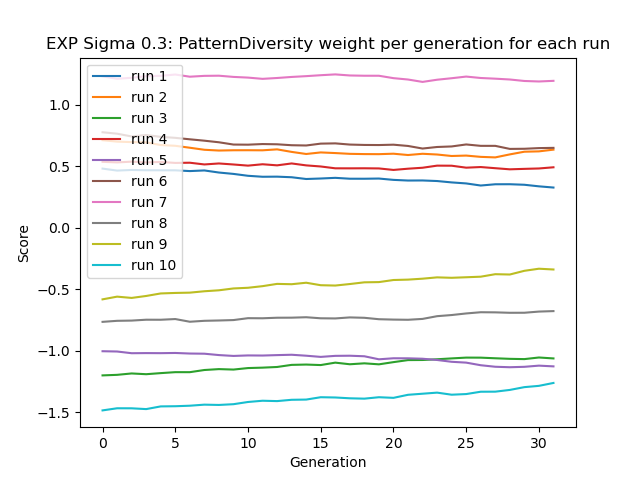 EXP Sigma 0.3: PatternDiversity weight per generation for each run
run 1
run 2
run 3
run 4
run 5
run 6
run 7
run 8
run 9
run 10
1.0
0.5
0.0
−0.5
−1.0
−1.5
Score
0 5 10 15 20 25 30
Generation